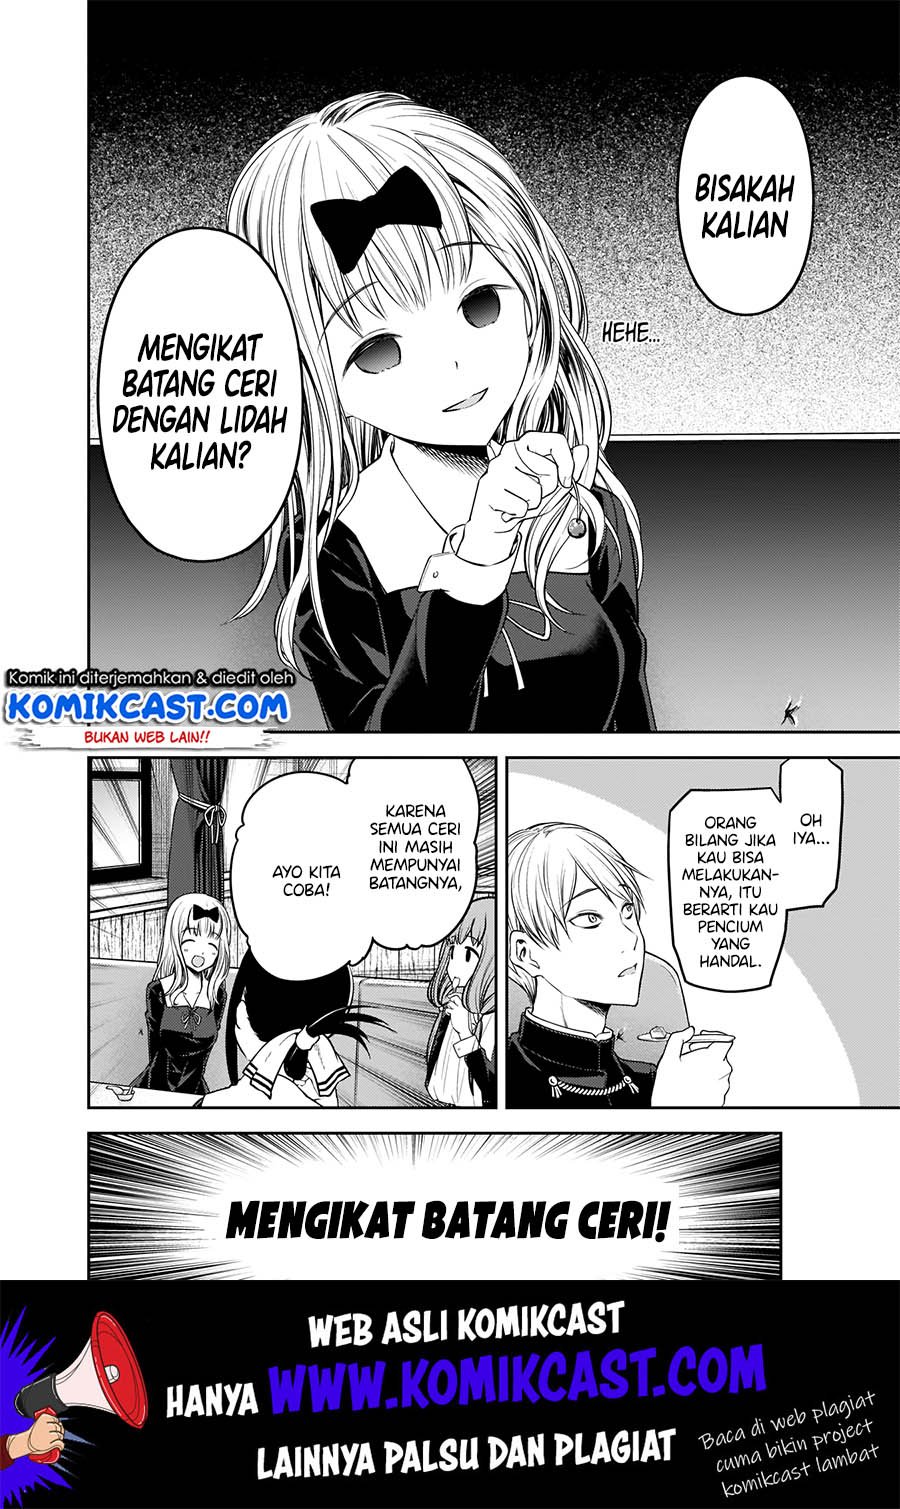 BISAKAH
KALIAN
HEHE...
MENGIKAT
BATANG CERI
DENGAN LIDAH
KALIAN?
Komik ini diterjemahkan & diedit oleh
KOMIKCAST.COM
BUKAN WEB LAIN!!
OH
IYA...
ORANG
BILANG JIKA
KAU BISA
MELAKUKAN-
NYA, ITU
BERARTI KAU
PENCIUM
YANG
HANDAL.
KARENA
SEMUA CERI
INI MASIH
MEMPUNYAI
BATANGNYA,
AYO KITA
COBA!
MENGIKAT BATANG CERI!
WEB ASLI KOMIKCAST
HANYA WWW.KOMIKCAST.COM
LAINNYA PALSU DAN PLAGIAT
Baca di web plagiat
cuma bikin project
komikcast lambat